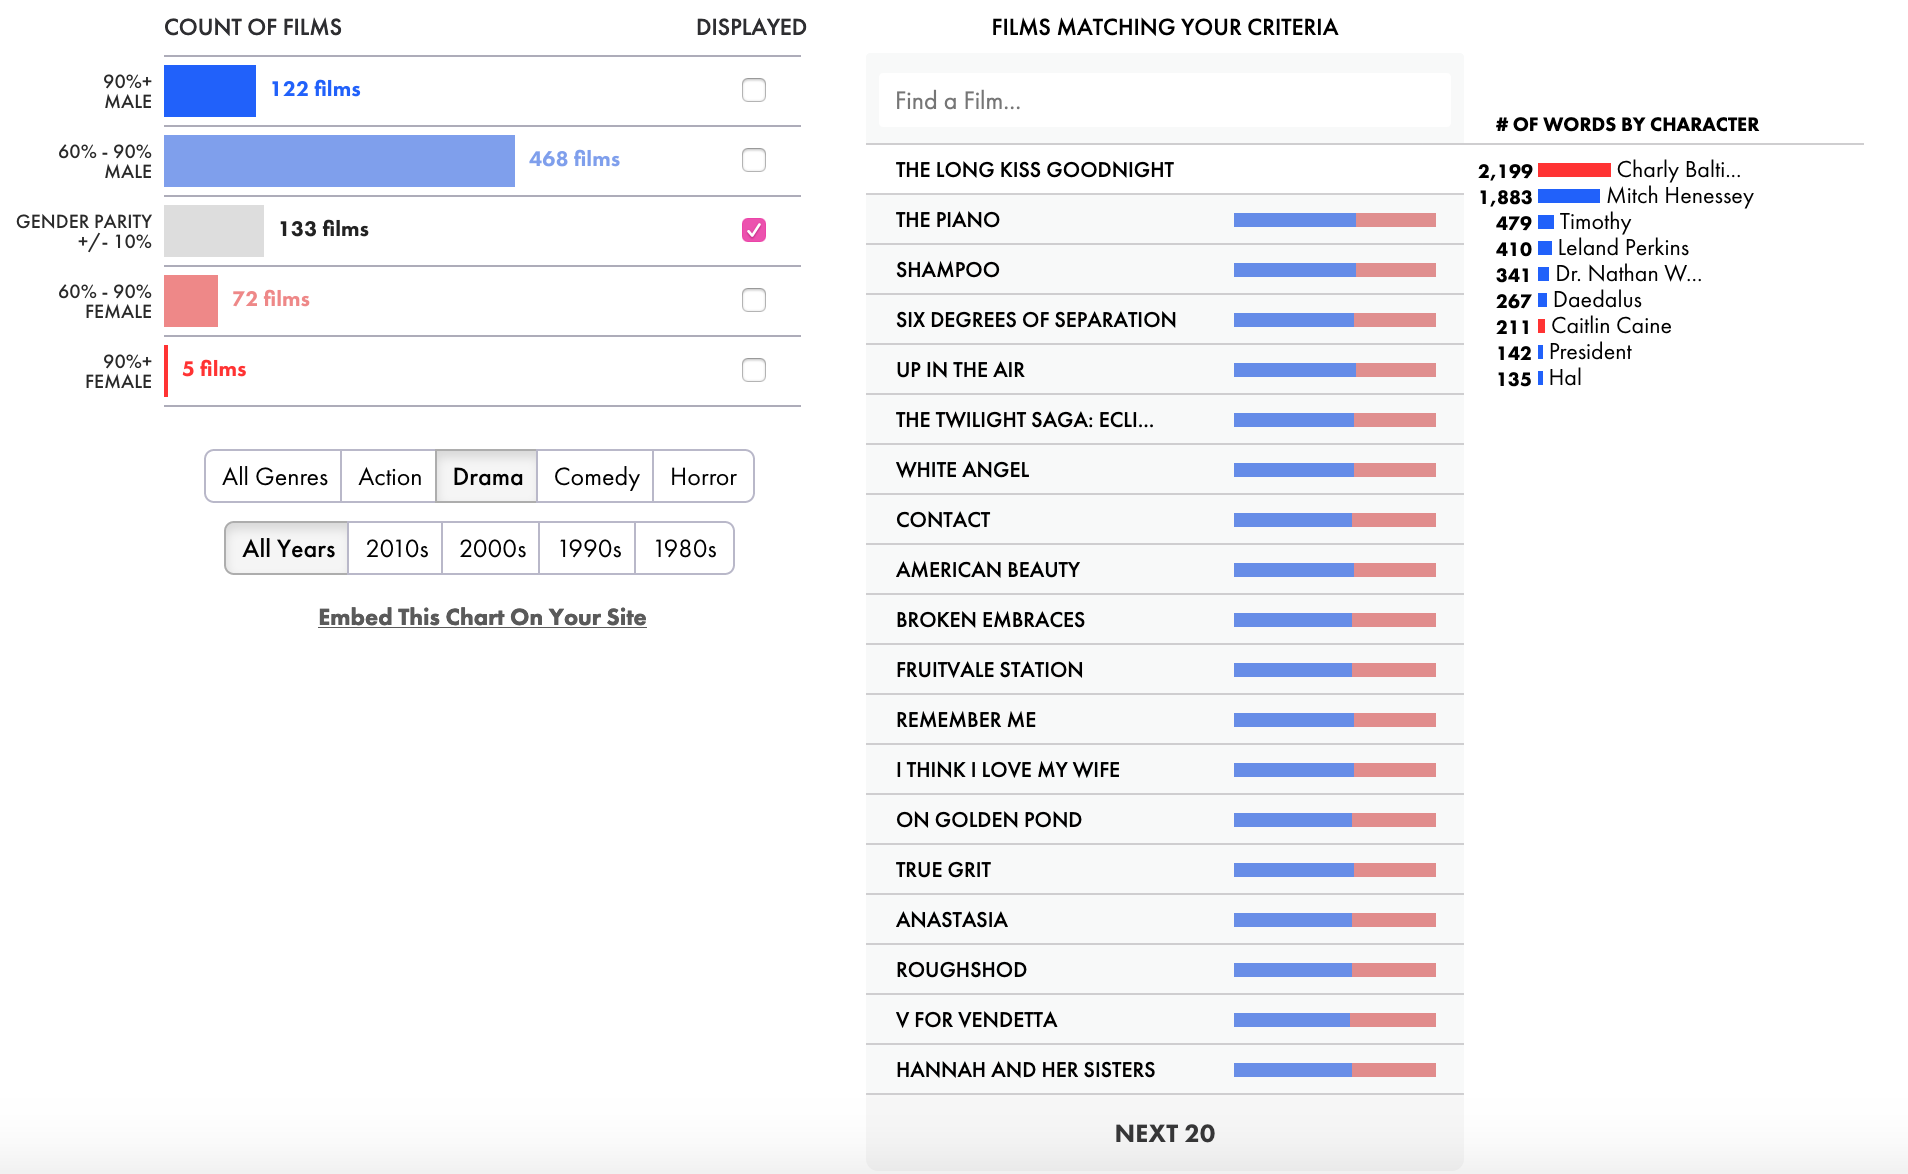 COUNT OF FILMS
DISPLAYED
90%+
MALE
122 films
60% - 90%
MALE
468 films
GENDER PARITY
+/- 10%
133 films
60% - 90%
FEMALE
72 films
90%+
FEMALE
5 films
All Genres
Action
Drama
Comedy
Horror
All Years
2010s
2000s
1990s
1980s
Embed This Chart On Your Site
FILMS MATCHING YOUR CRITERIA
Find a Film...
THE LONG KISS GOODNIGHT
THE PIANO
SHAMPOO
SIX DEGREES OF SEPARATION
UP IN THE AIR
THE TWILIGHT SAGA: ECLI...
WHITE ANGEL
CONTACT
AMERICAN BEAUTY
BROKEN EMBRACES
FRUITVALE STATION
REMEMBER ME
I THINK I LOVE MY WIFE
ON GOLDEN POND
TRUE GRIT
ANASTASIA
ROUGHSHOD
V FOR VENDETTA
HANNAH AND HER SISTERS
NEXT 20
# OF WORDS BY CHARACTER
2,199 Charly Balti...
1,883 Mitch Henessey
479 Timothy
410 Leland Perkins
341 Dr. Nathan W...
267 Daedalus
211 Caitlin Caine
142 President
135 Hal